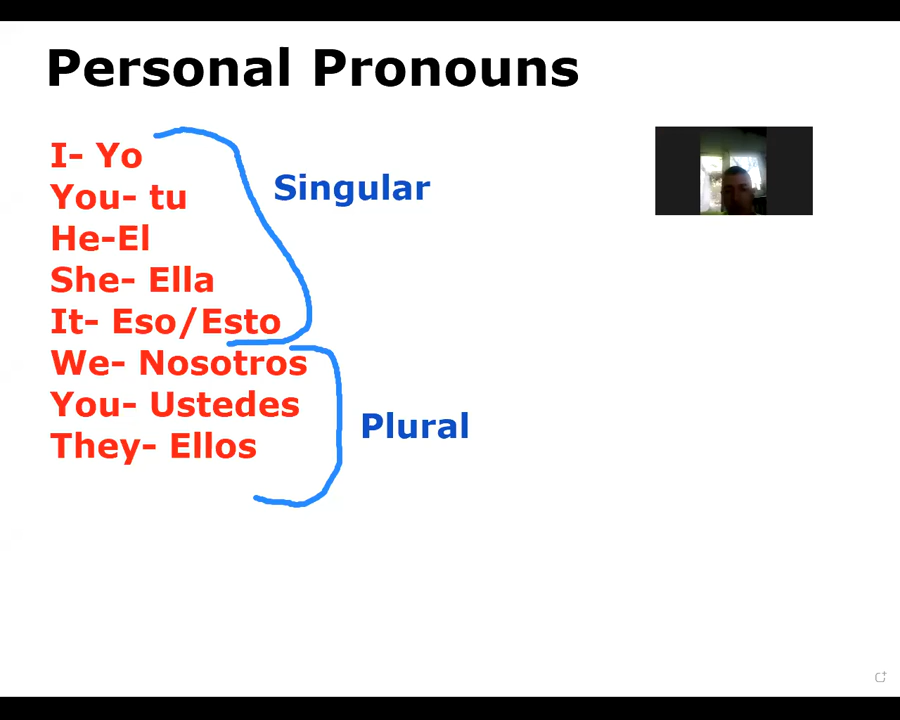 Personal Pronouns
I- Yo
You- tu
He-El
She- Ella
It- Eso/Esto
Singular
We- Nosotros
You- Ustedes
They- Ellos
Plural